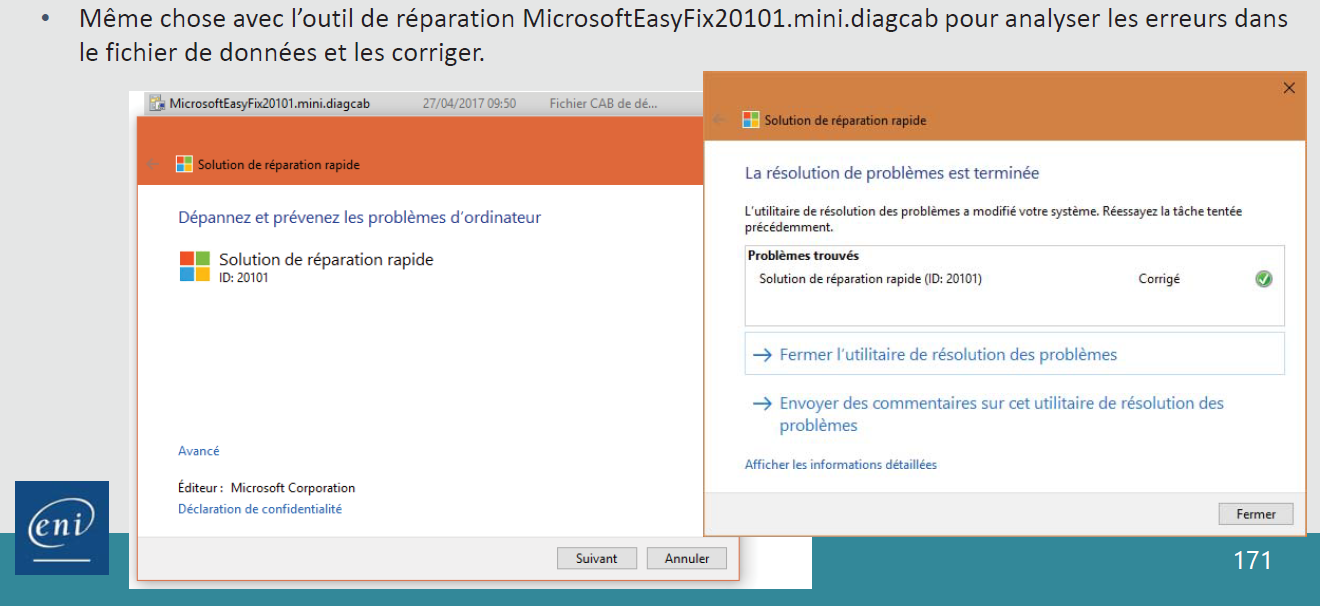 • Même chose avec l’outil de réparation MicrosoftEasyFix20101.mini.diagcab pour analyser les erreurs dans
le fichier de données et les corriger.
MicrosoftEasyFix20101.mini.diagcab 27/04/2017 09:50 Fichier CAB de dé...
Solution de réparation rapide
Dépannez et prévenez les problèmes d’ordinateur
Solution de réparation rapide
ID: 20101
Avancé
Éditeur : Microsoft Corporation
Déclaration de confidentialité
Suivant Annuler
Solution de réparation rapide
La résolution de problèmes est terminée
L'utilitaire de résolution des problèmes a modifié votre système. Réessayez la tâche tentée
précédemment.
Problèmes trouvés
Solution de réparation rapide (ID: 20101) Corrigé
→ Fermer l’utilitaire de résolution des problèmes
→ Envoyer des commentaires sur cet utilitaire de résolution des
problèmes
Afficher les informations détaillées
Fermer
eni
171